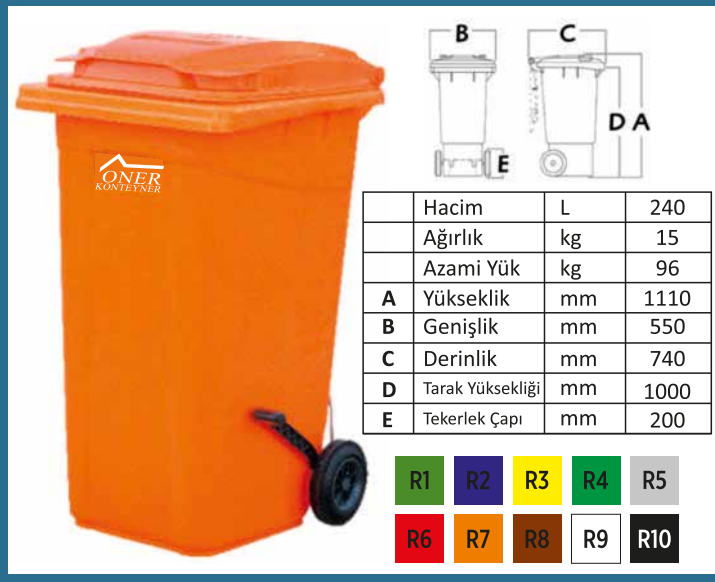 ONER
KONTEYNER
B
C
D A
E
Hacim L 240
Ağırlık kg 15
Azami Yük kg 96
A Yükseklik mm 1110
B Genişlik mm 550
C Derinlik mm 740
D Tarak Yüksekliği mm 1000
E Tekerlek Çapı mm 200
R1 R2 R3 R4 R5
R6 R7 R8 R9 R10